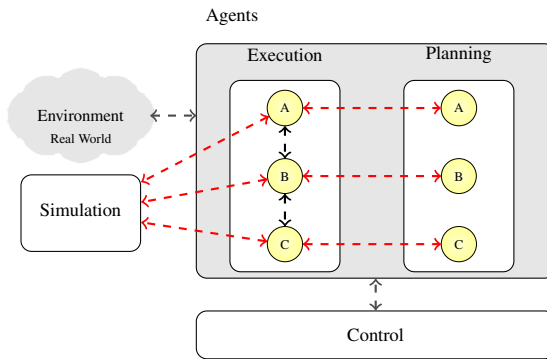 Agents
Execution
Planning
A
A
Environment
Real World
B
B
Simulation
C
C
Control